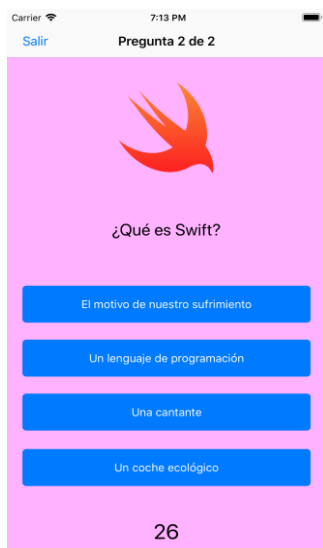 Carrier 7:13 PM
Salir Pregunta 2 de 2
¿Qué es Swift?
El motivo de nuestro sufrimiento
Un lenguaje de programación
Una cantante
Un coche ecológico
26